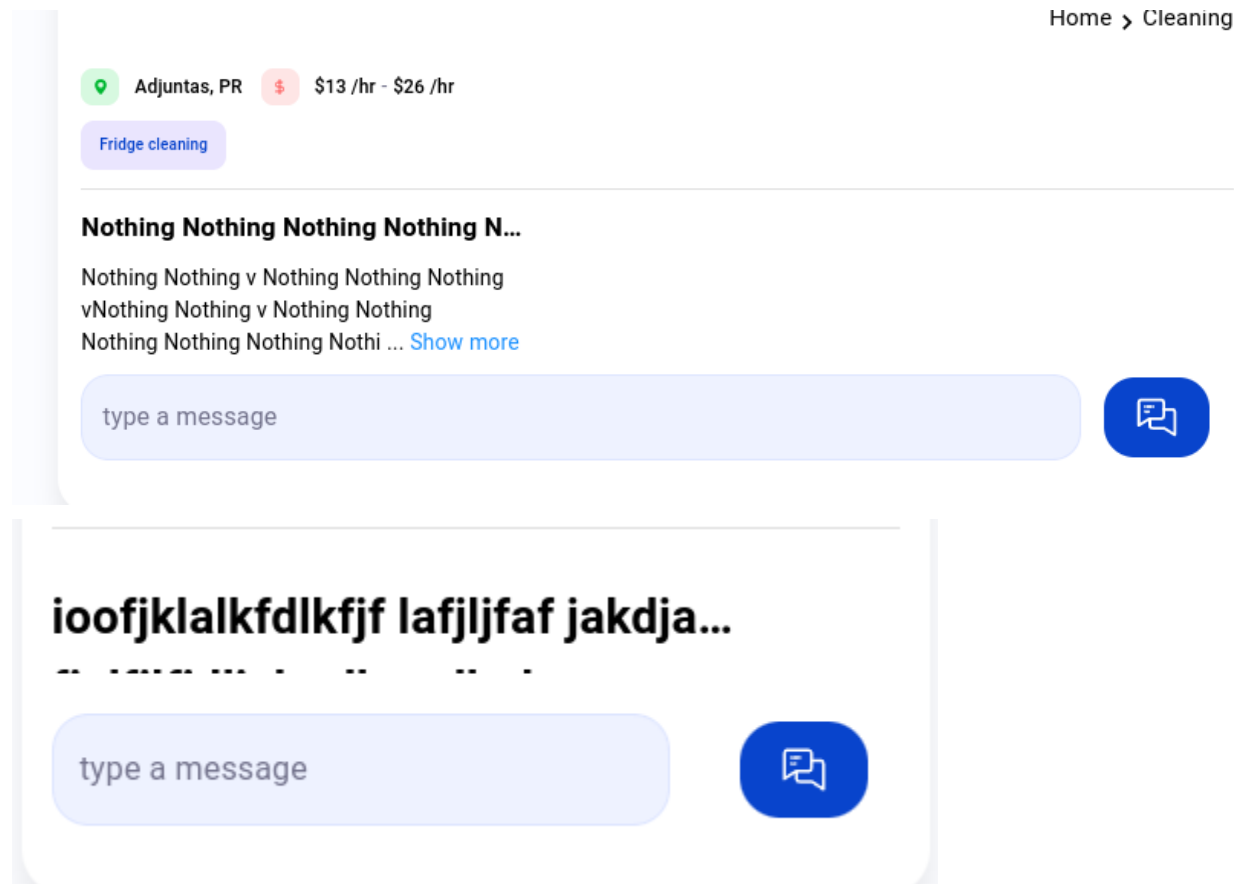 Home › Cleaning
Adjuntas, PR $ $13 /hr - $26 /hr
Fridge cleaning
Nothing Nothing Nothing Nothing N...
Nothing Nothing v Nothing Nothing Nothing
vNothing Nothing v Nothing Nothing
Nothing Nothing Nothing Nothi ... Show more
type a message
ioofjklalkfdlkfjf lafjljfaf jakdja...
type a message